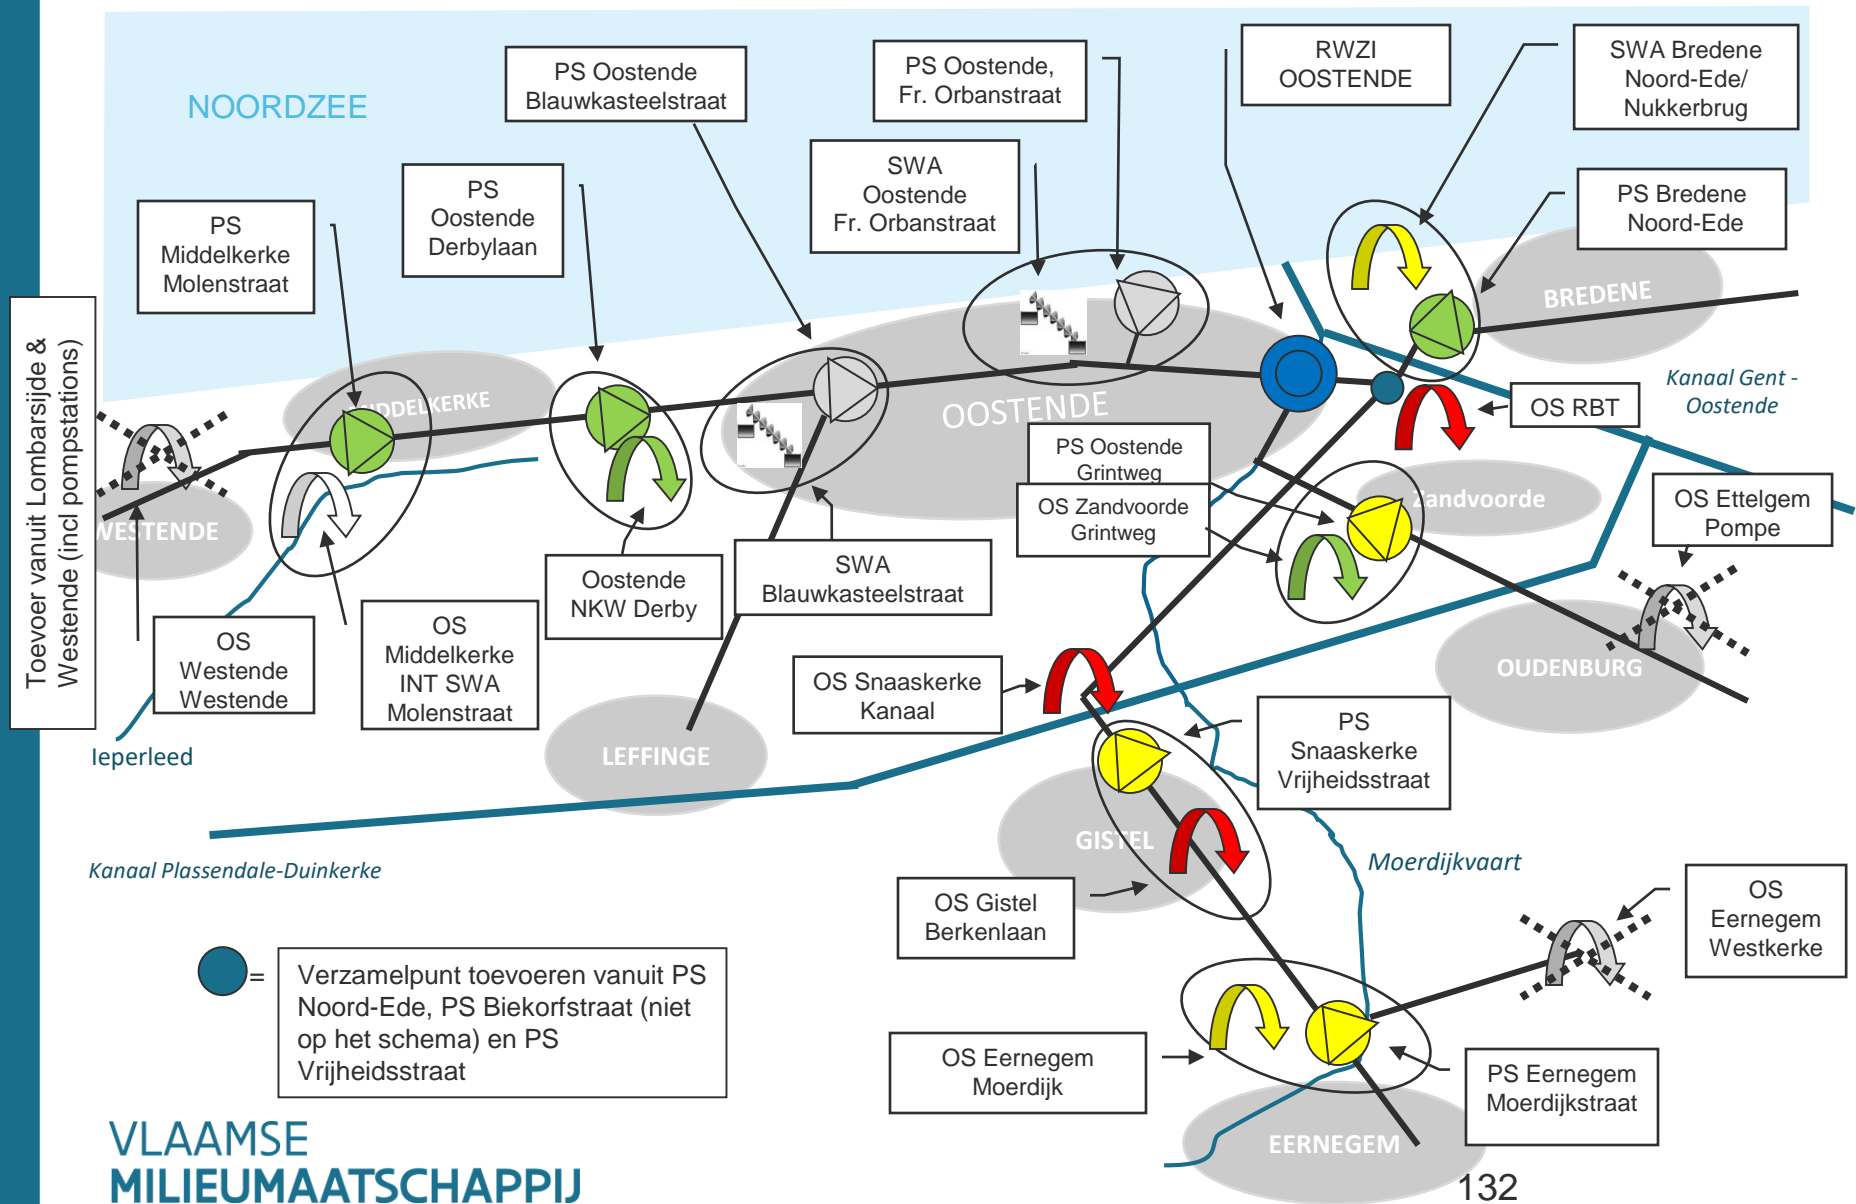 NOORDZEE
PS Oostende
Blauwkasteelstraat
PS Oostende,
Fr. Orbanstraat
RWZI
OOSTENDE
SWA Bredene
Noord-Ede/
Nukkerbrug
PS
Middelkerke
Molenstraat
PS
Oostende
Derbylaan
SWA
Oostende
Fr. Orbanstraat
PS Bredene
Noord-Ede
BREDENE
Toevoer vanuit Lombarsijde &
Westende (incl pompstations)
MIDDELKERKE
OOSTENDE
Kanaal Gent -
Oostende
OS RBT
PS Oostende
Grintweg
OS Zandvoorde
Grintweg
Zandvoorde
OS Ettelgem
Pompe
WESTENDE
OS
Westende
Westende
OS
Middelkerke
INT SWA
Molenstraat
Oostende
NKW Derby
SWA
Blauwkasteelstraat
OS Snaaskerke
Kanaal
OUDENBURG
PS
Snaaskerke
Vrijheidsstraat
Ieperleed
LEFFINGE
GISTEL
Kanaal Plassendale-Duinkerke
Moerdijkvaart
OS Gistel
Berkenlaan
OS
Eernegem
Westkerke
=
Verzamelpunt toevoeren vanuit PS
Noord-Ede, PS Biekorfstraat (niet
op het schema) en PS
Vrijheidsstraat
OS Eernegem
Moerdijk
PS Eernegem
Moerdijkstraat
EERNEGEM
VLAAMSE
MILIEUMAATSCHAPPIJ
132